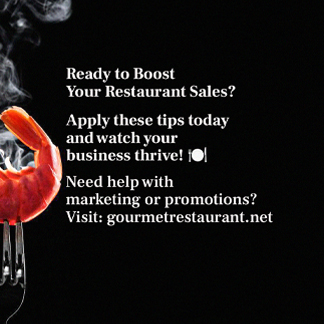 Ready to Boost
Your Restaurant Sales?
Apply these tips today
and watch your
business thrive! 🍽
Need help with
marketing or promotions?
Visit: gourmetrestaurant.net